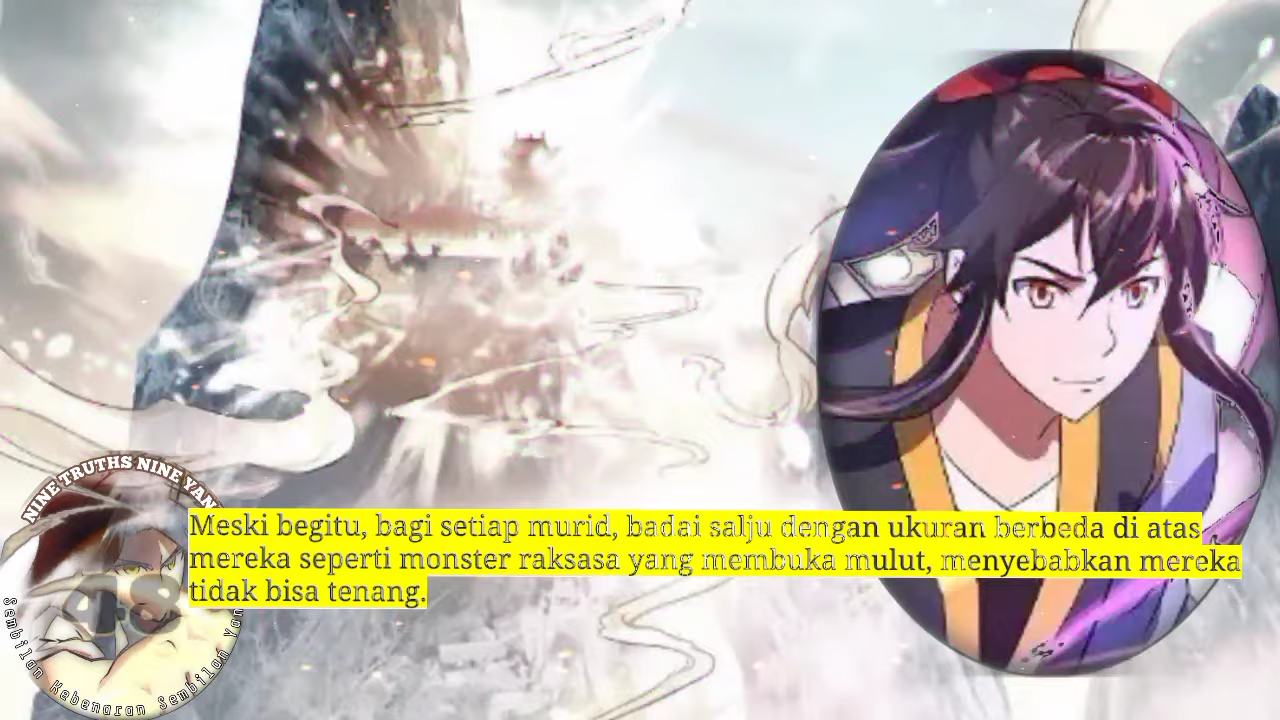 NINE TRUTHS NINE YAN
Meski begitu, bagi setiap murid, badai salju dengan ukuran berbeda di atas
mereka seperti monster raksasa yang membuka mulut, menyebabkan mereka
tidak bisa tenang.
Sembilan Kebenaran Sembilan Yan